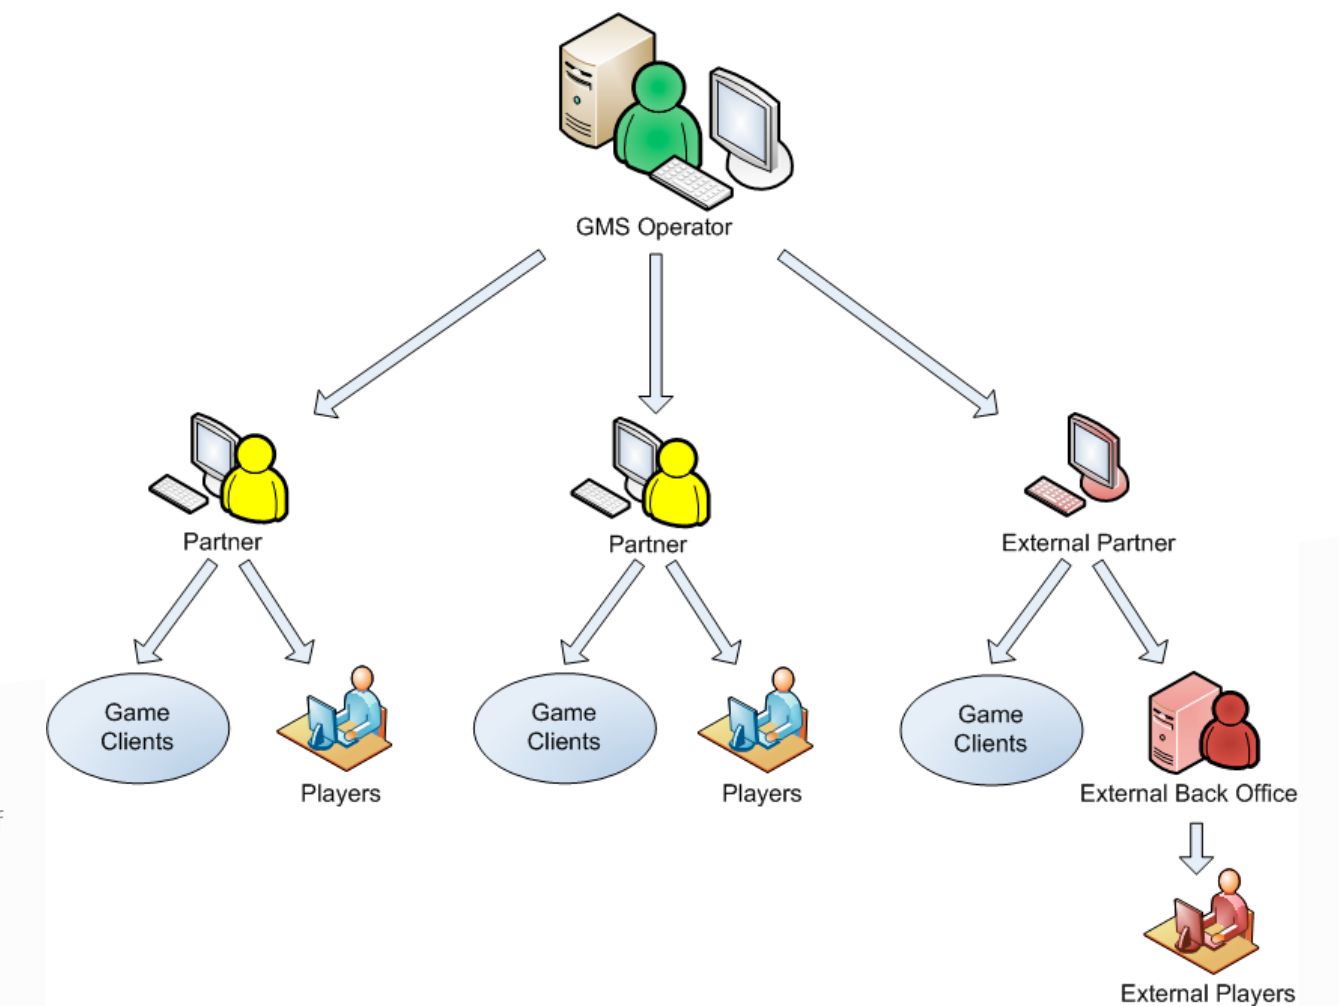 GMS Operator
Partner
Partner
External Partner
Game
Clients
Players
Game
Clients
Players
Game
Clients
External Back Office
External Players